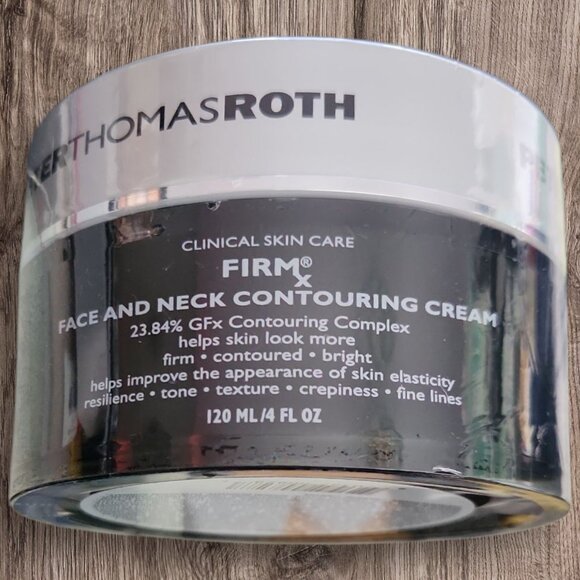 ERTHOMASROTH
CLINICAL SKIN CARE
FIRMx®
FACE AND NECK CONTOURING CREAM
23.84% GFx Contouring Complex
helps skin look more
firm • contoured • bright
helps improve the appearance of skin elasticity
resilience • tone • texture • crepiness • fine lines
120 ML/4 FL OZ